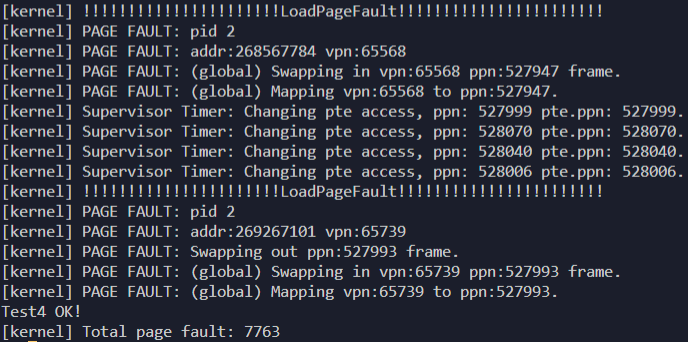 [kernel] !!!!!!!!!!!!!!!!!!!!!!LoadPageFault!!!!!!!!!!!!!!!!!!!!!!!
[kernel] PAGE FAULT: pid 2
[kernel] PAGE FAULT: addr:268567784 vpn:65568
[kernel] PAGE FAULT: (global) Swapping in vpn:65568 ppn:527947 frame.
[kernel] PAGE FAULT: (global) Mapping vpn:65568 to ppn:527947.
[kernel] Supervisor Timer: Changing pte access, ppn: 527999 pte.ppn: 527999.
[kernel] Supervisor Timer: Changing pte access, ppn: 528070 pte.ppn: 528070.
[kernel] Supervisor Timer: Changing pte access, ppn: 528040 pte.ppn: 528040.
[kernel] Supervisor Timer: Changing pte access, ppn: 528006 pte.ppn: 528006.
[kernel] !!!!!!!!!!!!!!!!!!!!!!LoadPageFault!!!!!!!!!!!!!!!!!!!!!!!
[kernel] PAGE FAULT: pid 2
[kernel] PAGE FAULT: addr:269267101 vpn:65739
[kernel] PAGE FAULT: Swapping out ppn:527993 frame.
[kernel] PAGE FAULT: (global) Swapping in vpn:65739 ppn:527993 frame.
[kernel] PAGE FAULT: (global) Mapping vpn:65739 to ppn:527993.
Test4 OK!
[kernel] Total page fault: 7763